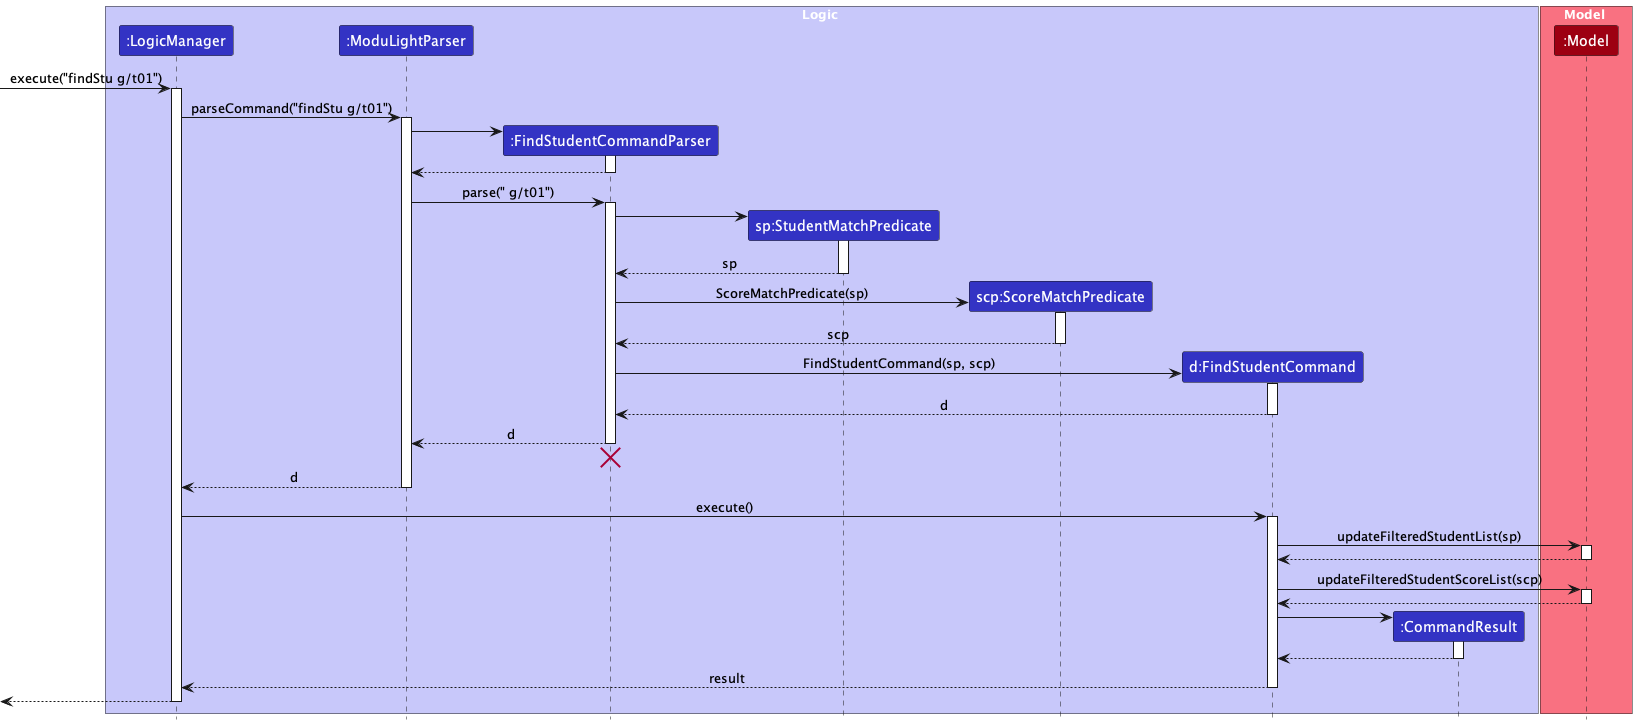 Logic
Model
:LogicManager
:ModuLightParser
:Model
execute("findStu g/t01")
parseCommand("findStu g/t01")
:FindStudentCommandParser
parse(" g/t01")
sp:StudentMatchPredicate
sp
ScoreMatchPredicate(sp)
scp:ScoreMatchPredicate
scp
FindStudentCommand(sp, scp)
d:FindStudentCommand
d
d
d
execute()
updateFilteredStudentList(sp)
updateFilteredStudentScoreList(scp)
:CommandResult
result